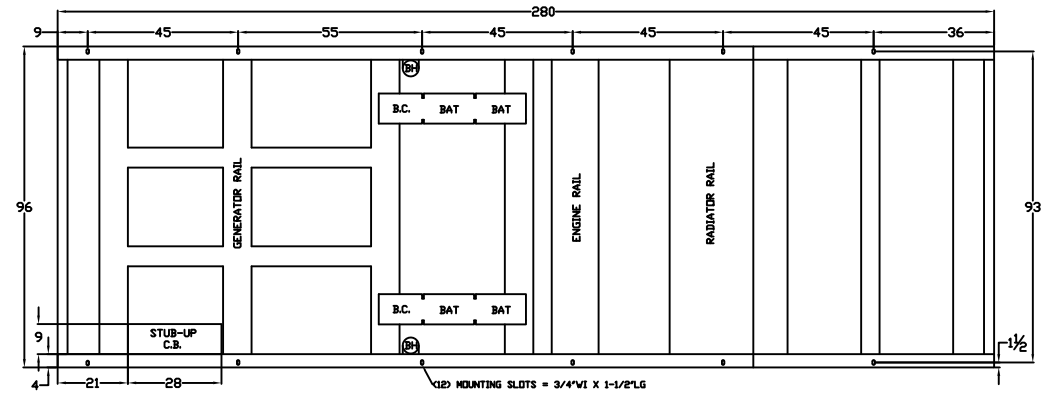 280
9 45 55 45 45 45 36
BH
B.C. BAT BAT
96
GENERATOR RAIL
ENGINE RAIL
RADIATOR RAIL
93
B.C. BAT BAT
9
STUB-UP
C.B.
BH
1 1/2
4
21 28
(12) MOUNTING SLOTS = 3/4"WI X 1-1/2"LG